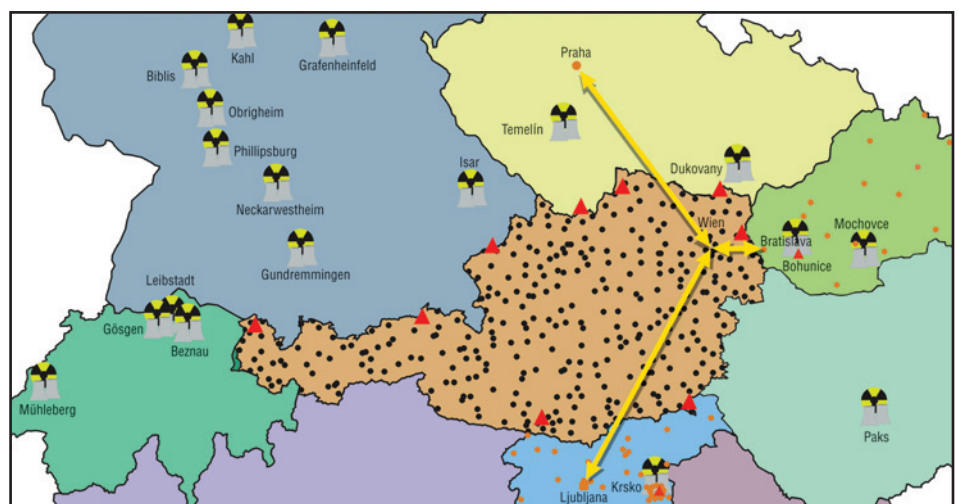 Kahl
Grafenheinfeld
Biblis
Obrigheim
Phillipsburg
Neckarwestheim
Gundremmingen
Isar
Praha
Temelín
Dukovany
Wien
Bratislava
Mochovce
Bohunice
Leibstadt
Gösgen
Beznau
Mühleberg
Paks
Krsko
Ljubljana